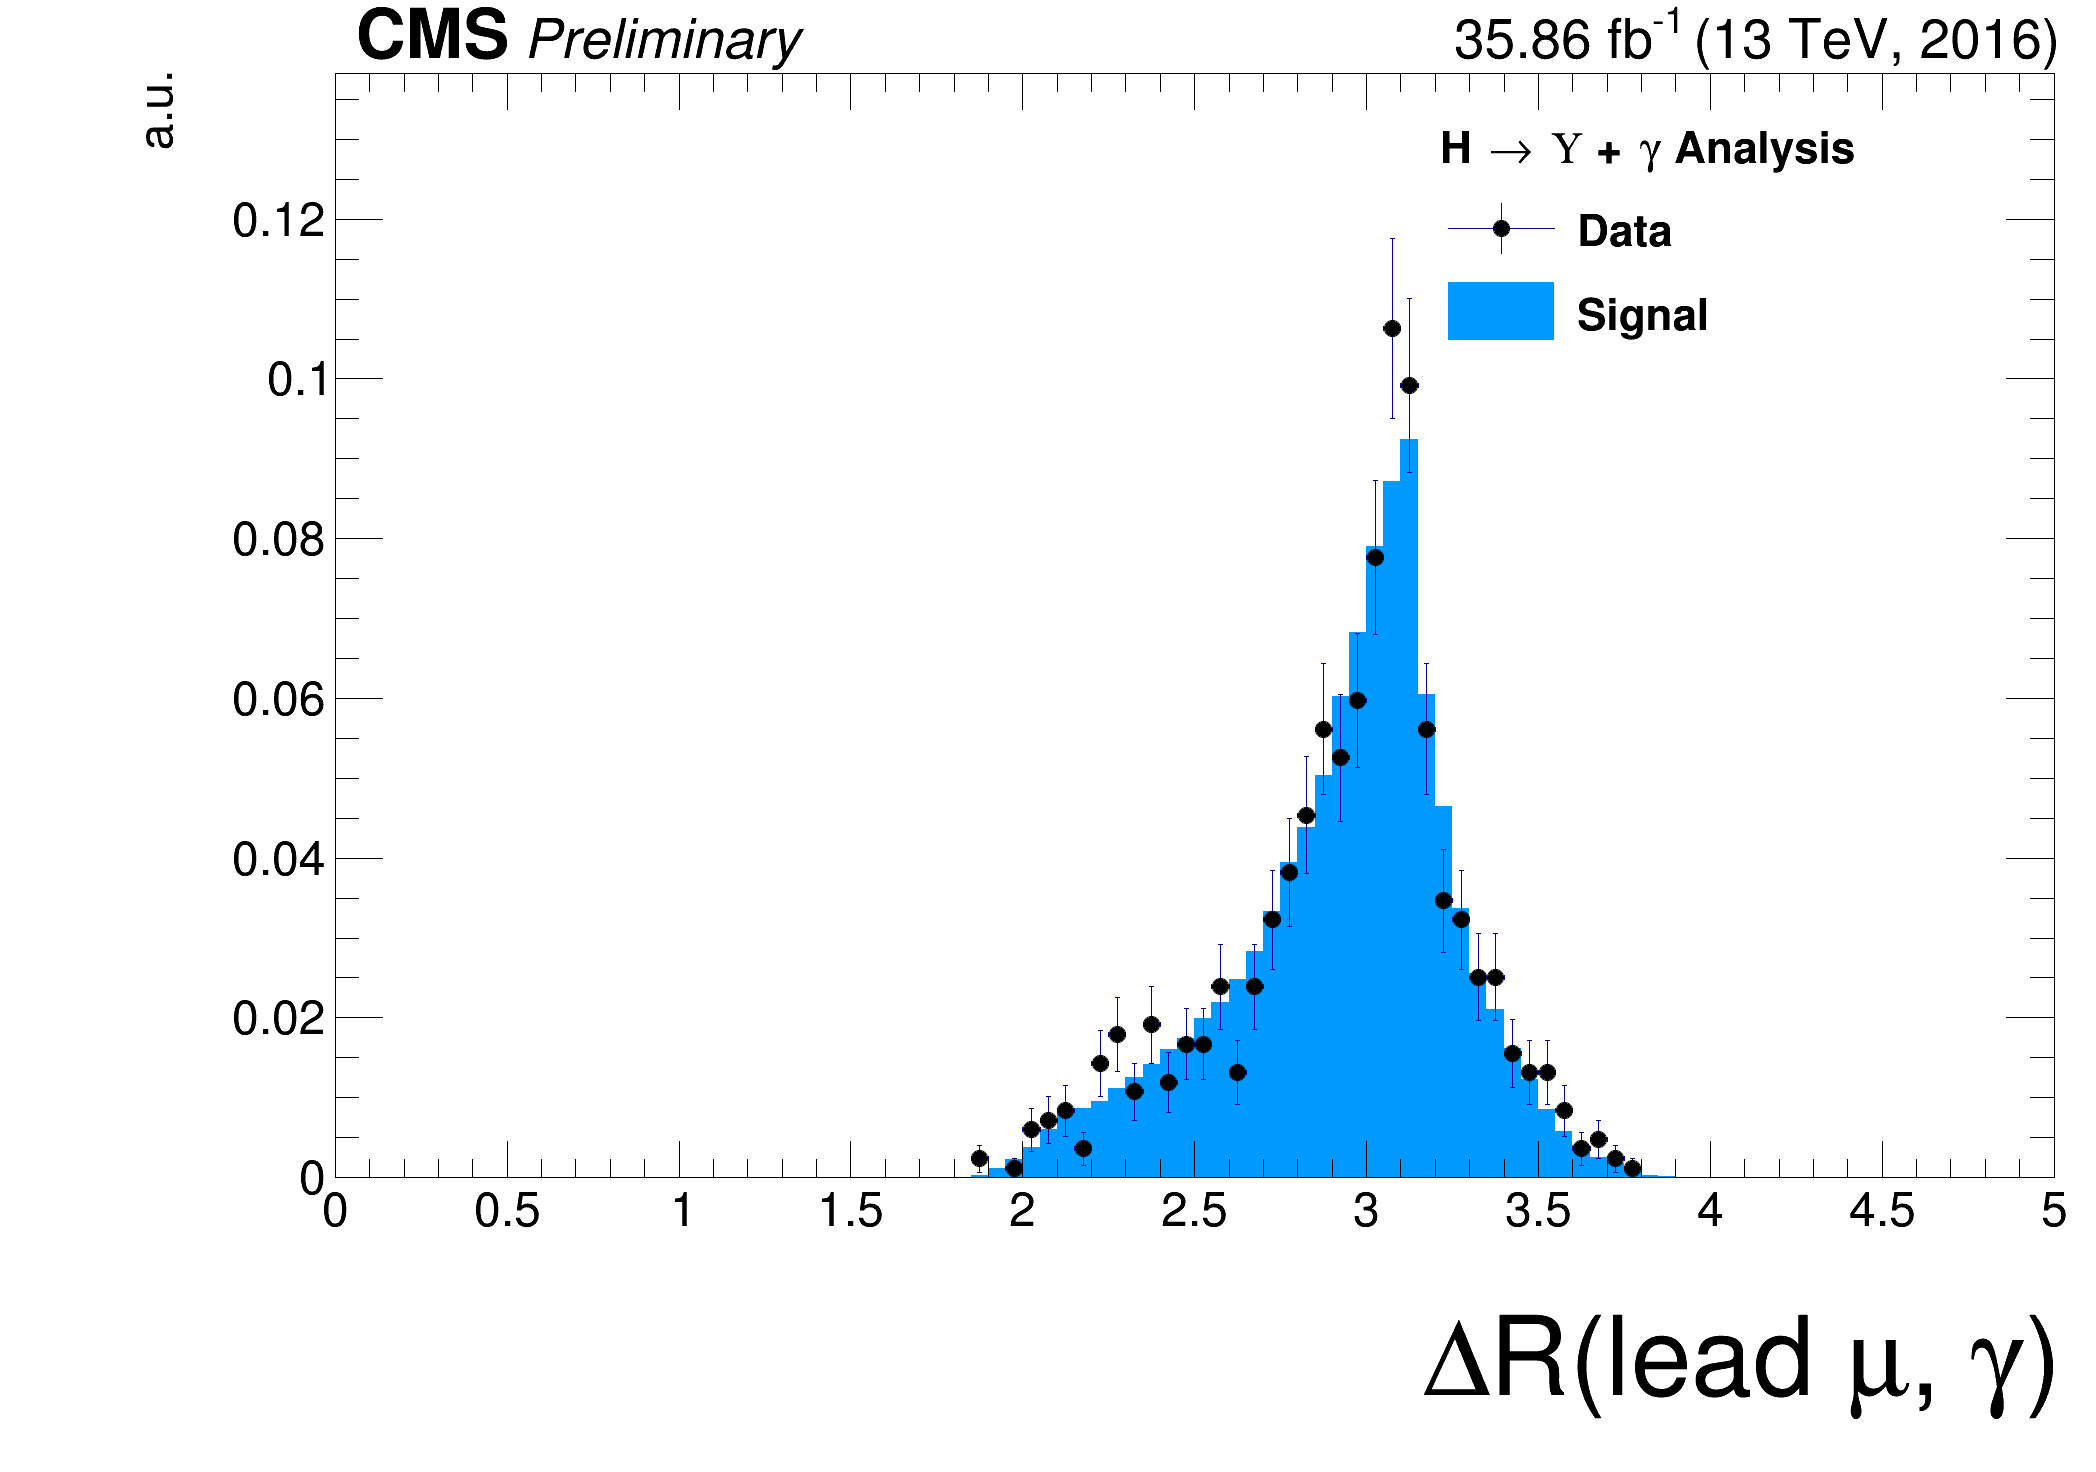 CMS Preliminary
35.86 fb⁻¹ (13 TeV, 2016)
a.u.
H → Υ + γ Analysis
Data
Signal
0.12
0.1
0.08
0.06
0.04
0.02
0
0 0.5 1 1.5 2 2.5 3 3.5 4 4.5 5
ΔR(lead μ, γ)